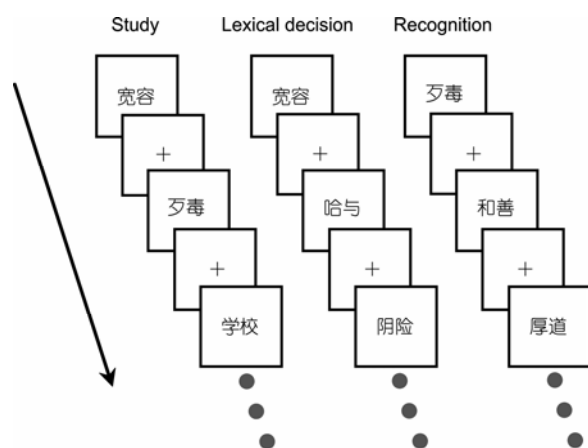 Study
Lexical decision
Recognition
宽容
+
歹毒
+
学校
宽容
+
哈与
+
阴险
歹毒
+
和善
+
厚道